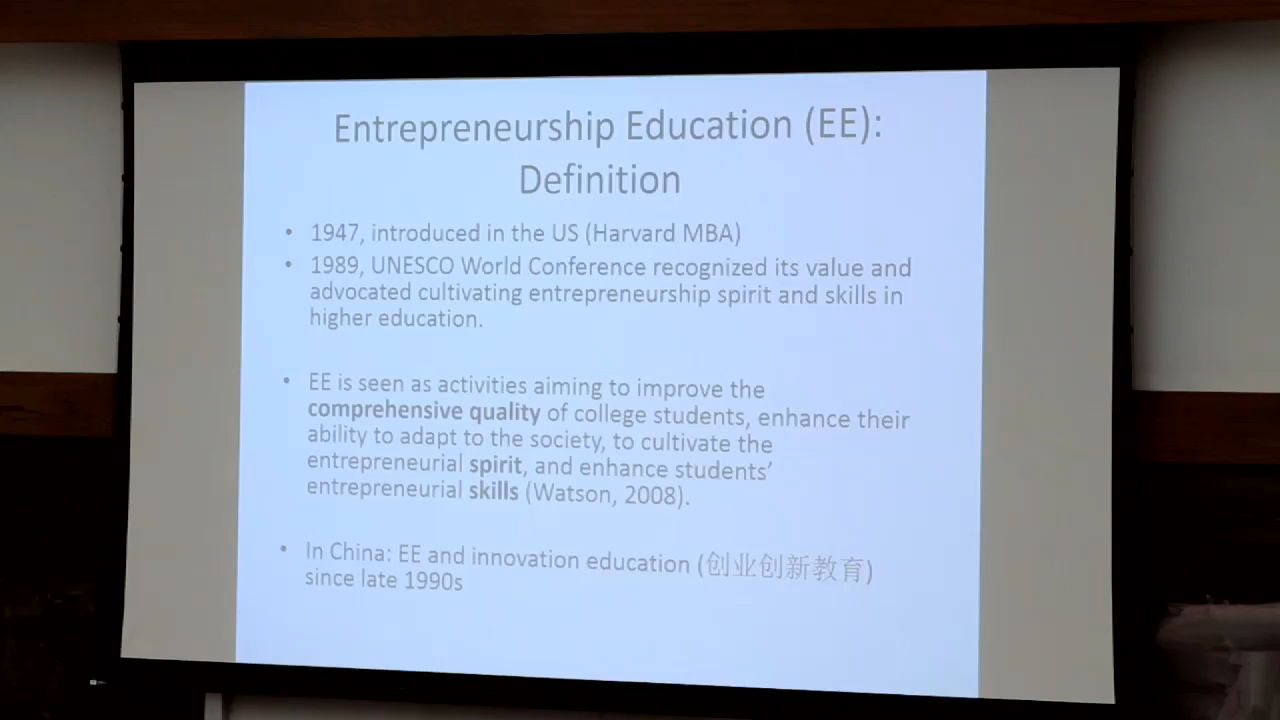 Entrepreneurship Education (EE):
Definition
• 1947, introduced in the US (Harvard MBA)
• 1989, UNESCO World Conference recognized its value and
advocated cultivating entrepreneurship spirit and skills in
higher education.
• EE is seen as activities aiming to improve the
comprehensive quality of college students, enhance their
ability to adapt to the society, to cultivate the
entrepreneurial spirit, and enhance students'
entrepreneurial skills (Watson, 2008).
• In China: EE and innovation education (创业创新教育)
since late 1990s